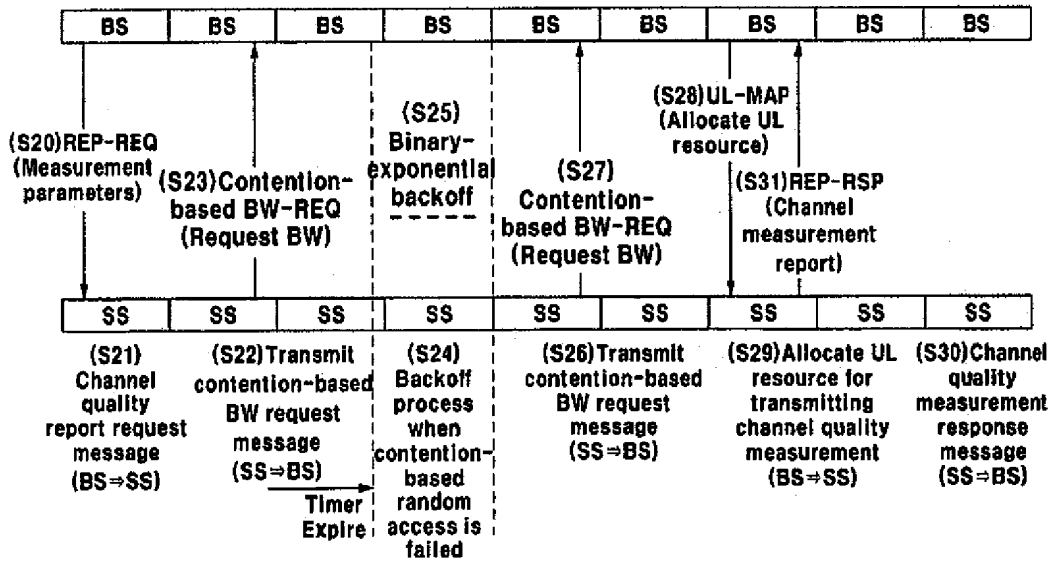 BS BS BS BS BS BS BS BS
(S20)REP-REQ
(Measurement
parameters)
(S23)Contention-
based BW-REQ
(Request BW)
(S25)
Binary-
exponential
backoff
(S27)
Contention-
based BW-REQ
(Request BW)
(S28)UL-MAP
(Allocate UL
resource)
(S31)REP-RSP
(Channel
measurement
report)
SS SS SS SS SS SS SS SS
(S21)
Channel
quality
report request
message
(BS⇒SS)
(S22)Transmit
contention-based
BW request
message
(SS⇒BS)
Timer
Expire
(S24)
Backoff
process
when
contention-
based
random
access is
failed
(S26)Transmit
contention-based
BW request
message
(SS⇒BS)
(S29)Allocate UL
resource for
transmitting
channel quality
measurement
(BS⇒SS)
(S30)Channel
quality
measurement
response
message
(SS⇒BS)